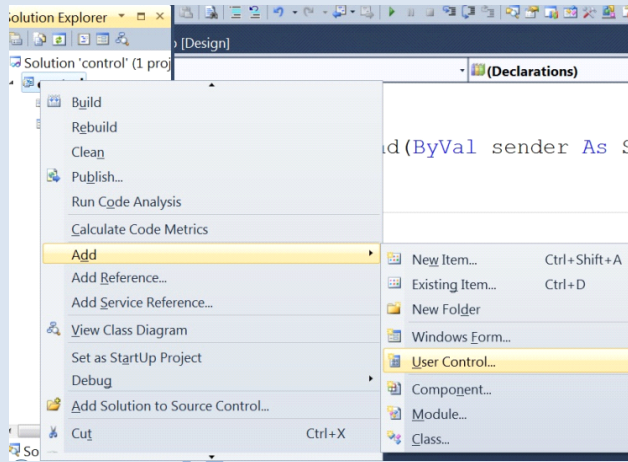 Solution Explorer
[Design]
Solution 'control' (1 proj
(Declarations)
Build
Rebuild
Clean
Publish...
Run Code Analysis
Calculate Code Metrics
Add
Add Reference...
Add Service Reference...
View Class Diagram
Set as StartUp Project
Debug
Add Solution to Source Control...
Cut Ctrl+X
So
d(ByVal sender As S
New Item... Ctrl+Shift+A
Existing Item... Ctrl+D
New Folder
Windows Form...
User Control...
Component...
Module...
Class...